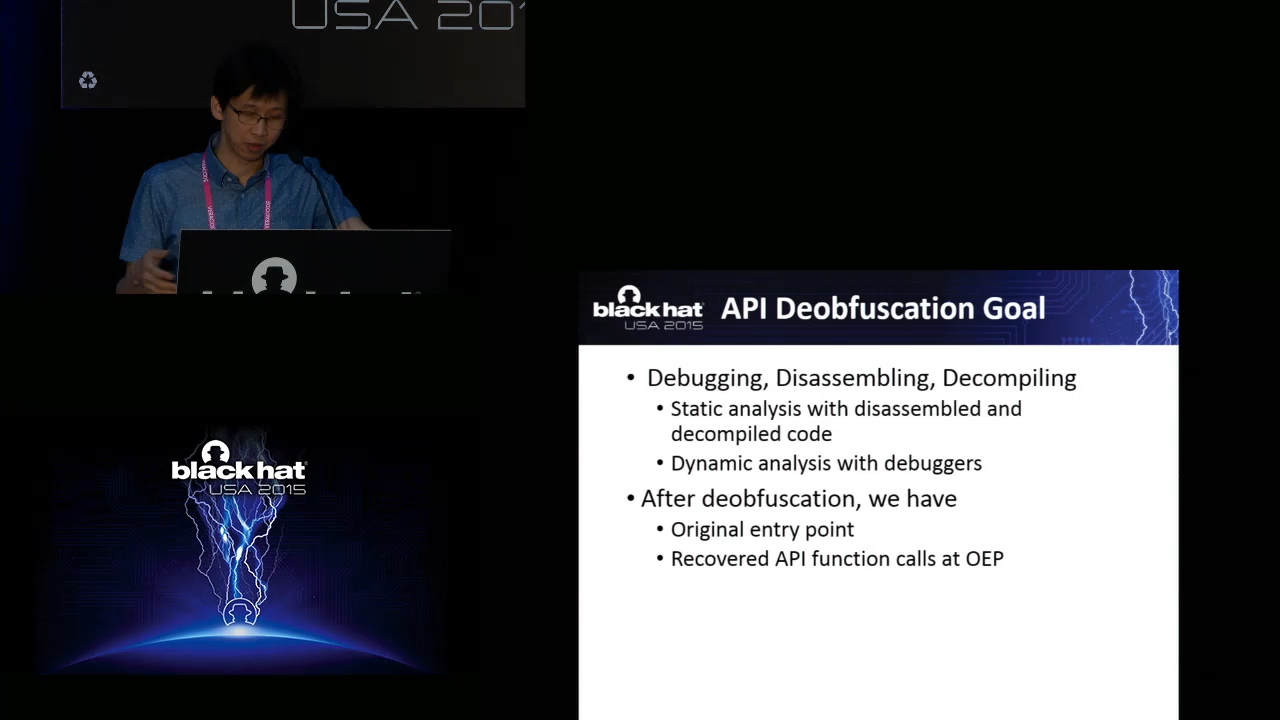 USA 20
black hat
USA 2015
API Deobfuscation Goal
• Debugging, Disassembling, Decompiling
• Static analysis with disassembled and
decompiled code
• Dynamic analysis with debuggers
• After deobfuscation, we have
• Original entry point
• Recovered API function calls at OEP
black hat
USA 2015